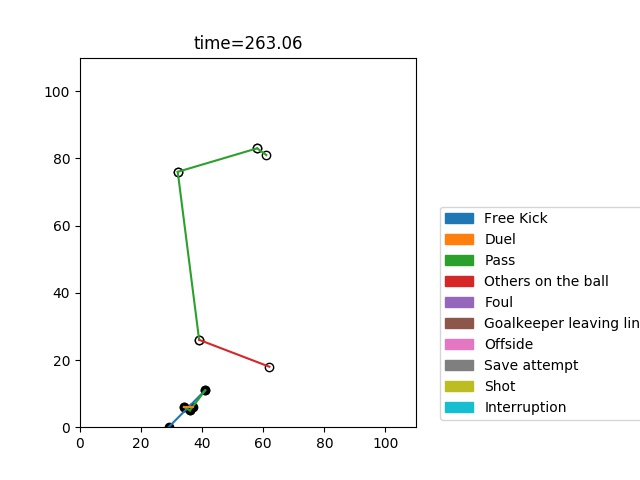 time=263.06
100
80
60
40
20
0
0 20 40 60 80 100
Free Kick
Duel
Pass
Others on the ball
Foul
Goalkeeper leaving lin
Offside
Save attempt
Shot
Interruption